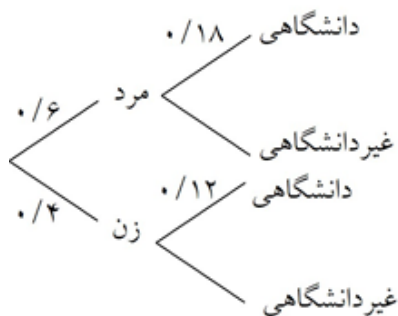 ۰/۱۸ دانشگاهی
۰/۶ مرد
غیردانشگاهی
۰/۱۲ دانشگاهی
۰/۴ زن
غیردانشگاهی